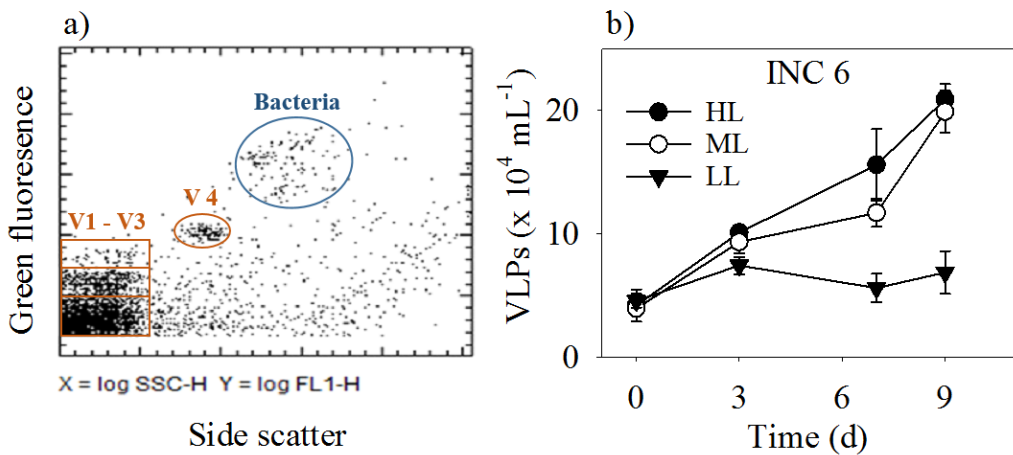 a)
Green fluoresence
Bacteria
V 4
V1 - V3
X = log SSC-H Y = log FL1-H
Side scatter
b)
INC 6
HL
ML
LL
VLPs (x 10⁴ mL⁻¹)
20
10
0
0 3 6 9
Time (d)